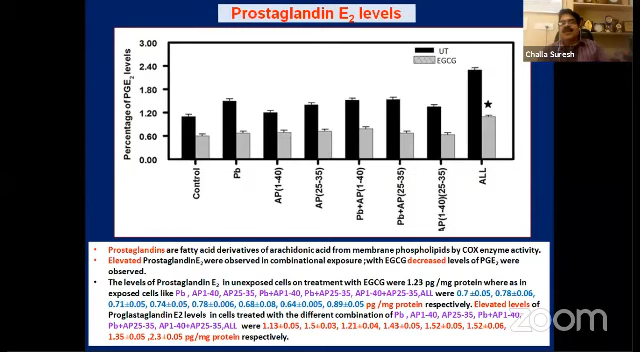 Prostaglandin E2 levels
Challa Suresh
3.00
2.40
1.80
1.20
0.60
0.00
Percentage of PGE2 levels
UT
EGCG
★
Control
Pb
AP(1-40)
AP(25-35)
Pb+AP(1-40)
Pb+AP(25-35)
AP(1-40)(25-35)
ALL
• Prostaglandins are fatty acid derivatives of arachidonic acid from membrane phospholipids by COX enzyme activity.
• Elevated ProstaglandinE2 were observed in combinational exposure ;with EGCG decreased levels of PGE2 were
observed.
• The levels of Prostaglandin E2 in unexposed cells on treatment with EGCG were 1.23 pg /mg protein where as in
exposed cells like Pb , AP1-40, AP25-35, Pb+AP1-40, Pb+AP25-35, AP1-40+AP25-35,ALL were 0.7 ±0.05, 0.78±0.06,
0.71±0.05, 0.74±0.05, 0.78±0.006, 0.68±0.08, 0.64±0.005, 0.89±0.05 pg /mg protein respectively. Elevated levels of
Proglastaglandin E2 levels in cells treated with the different combination of Pb , AP1-40, AP25-35, Pb+AP1-40,
Pb+AP25-35, AP1-40+AP25-35,ALL were 1.13±0.05, 1.5±0.03, 1.21±0.04, 1.43±0.05, 1.52±0.05, 1.52±0.06,
1.35±0.05 ,2.3±0.05 pg/mg protein respectively.
zoom